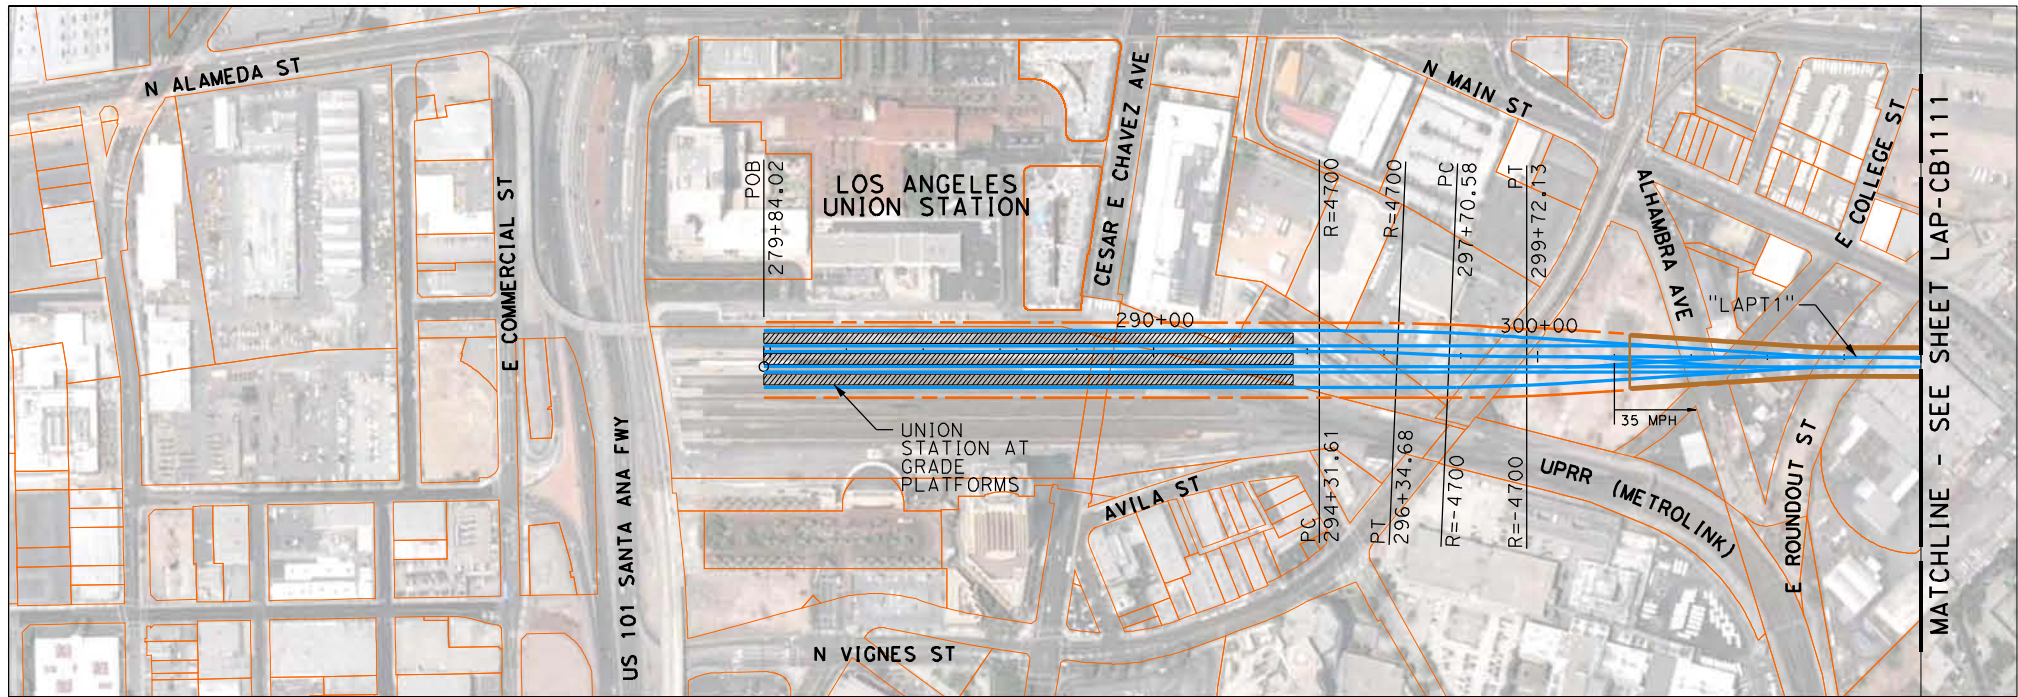 N ALAMEDA ST
E COMMERCIAL ST
US 101 SANTA ANA FWY
POB
279+84.02
LOS ANGELES
UNION STATION
CESAR E CHAVEZ AVE
N MAIN ST
R=4700
R=4700
PC
297+70.58
PT
299+72.13
ALHAMBRA AVE
E COLLEGE ST
"LAPT1"
290+00
300+00
35 MPH
UNION
STATION AT
GRADE
PLATFORMS
AVILA ST
PC
294+31.61
PT
296+34.68
R=-4700
R=-4700
UPRR (METROLINK)
E ROUNDOUT ST
N VIGNES ST
MATCHLINE - SEE SHEET LAP-CB1111